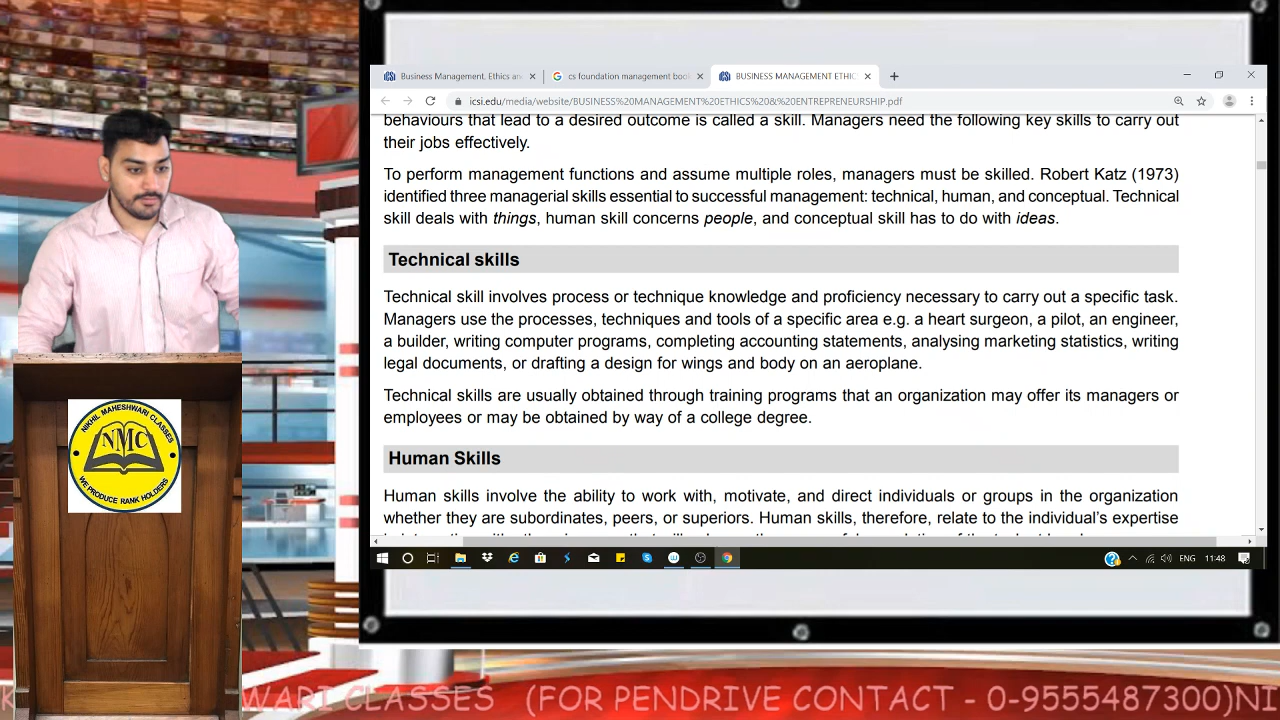 Business Management, Ethics an
cs foundation management boo
BUSINESS MANAGEMENT ETHIC
icsi.edu/media/website/BUSINESS%20MANAGEMENT%20ETHICS%20&%20ENTREPRENEURSHIP.pdf
behaviours that lead to a desired outcome is called a skill. Managers need the following key skills to carry out
their jobs effectively.
To perform management functions and assume multiple roles, managers must be skilled. Robert Katz (1973)
identified three managerial skills essential to successful management: technical, human, and conceptual. Technical
skill deals with things, human skill concerns people, and conceptual skill has to do with ideas.
Technical skills
Technical skill involves process or technique knowledge and proficiency necessary to carry out a specific task.
Managers use the processes, techniques and tools of a specific area e.g. a heart surgeon, a pilot, an engineer,
a builder, writing computer programs, completing accounting statements, analysing marketing statistics, writing
legal documents, or drafting a design for wings and body on an aeroplane.
Technical skills are usually obtained through training programs that an organization may offer its managers or
employees or may be obtained by way of a college degree.
Human Skills
Human skills involve the ability to work with, motivate, and direct individuals or groups in the organization
whether they are subordinates, peers, or superiors. Human skills, therefore, relate to the individual's expertise
ENG
11:48
NIKHIL MAHESHWARI CLASSES
NMC
WE PRODUCE RANK HOLDERS
WARI CLASSES (FOR PENDRIVE CONTACT - 0-9555487300)NI